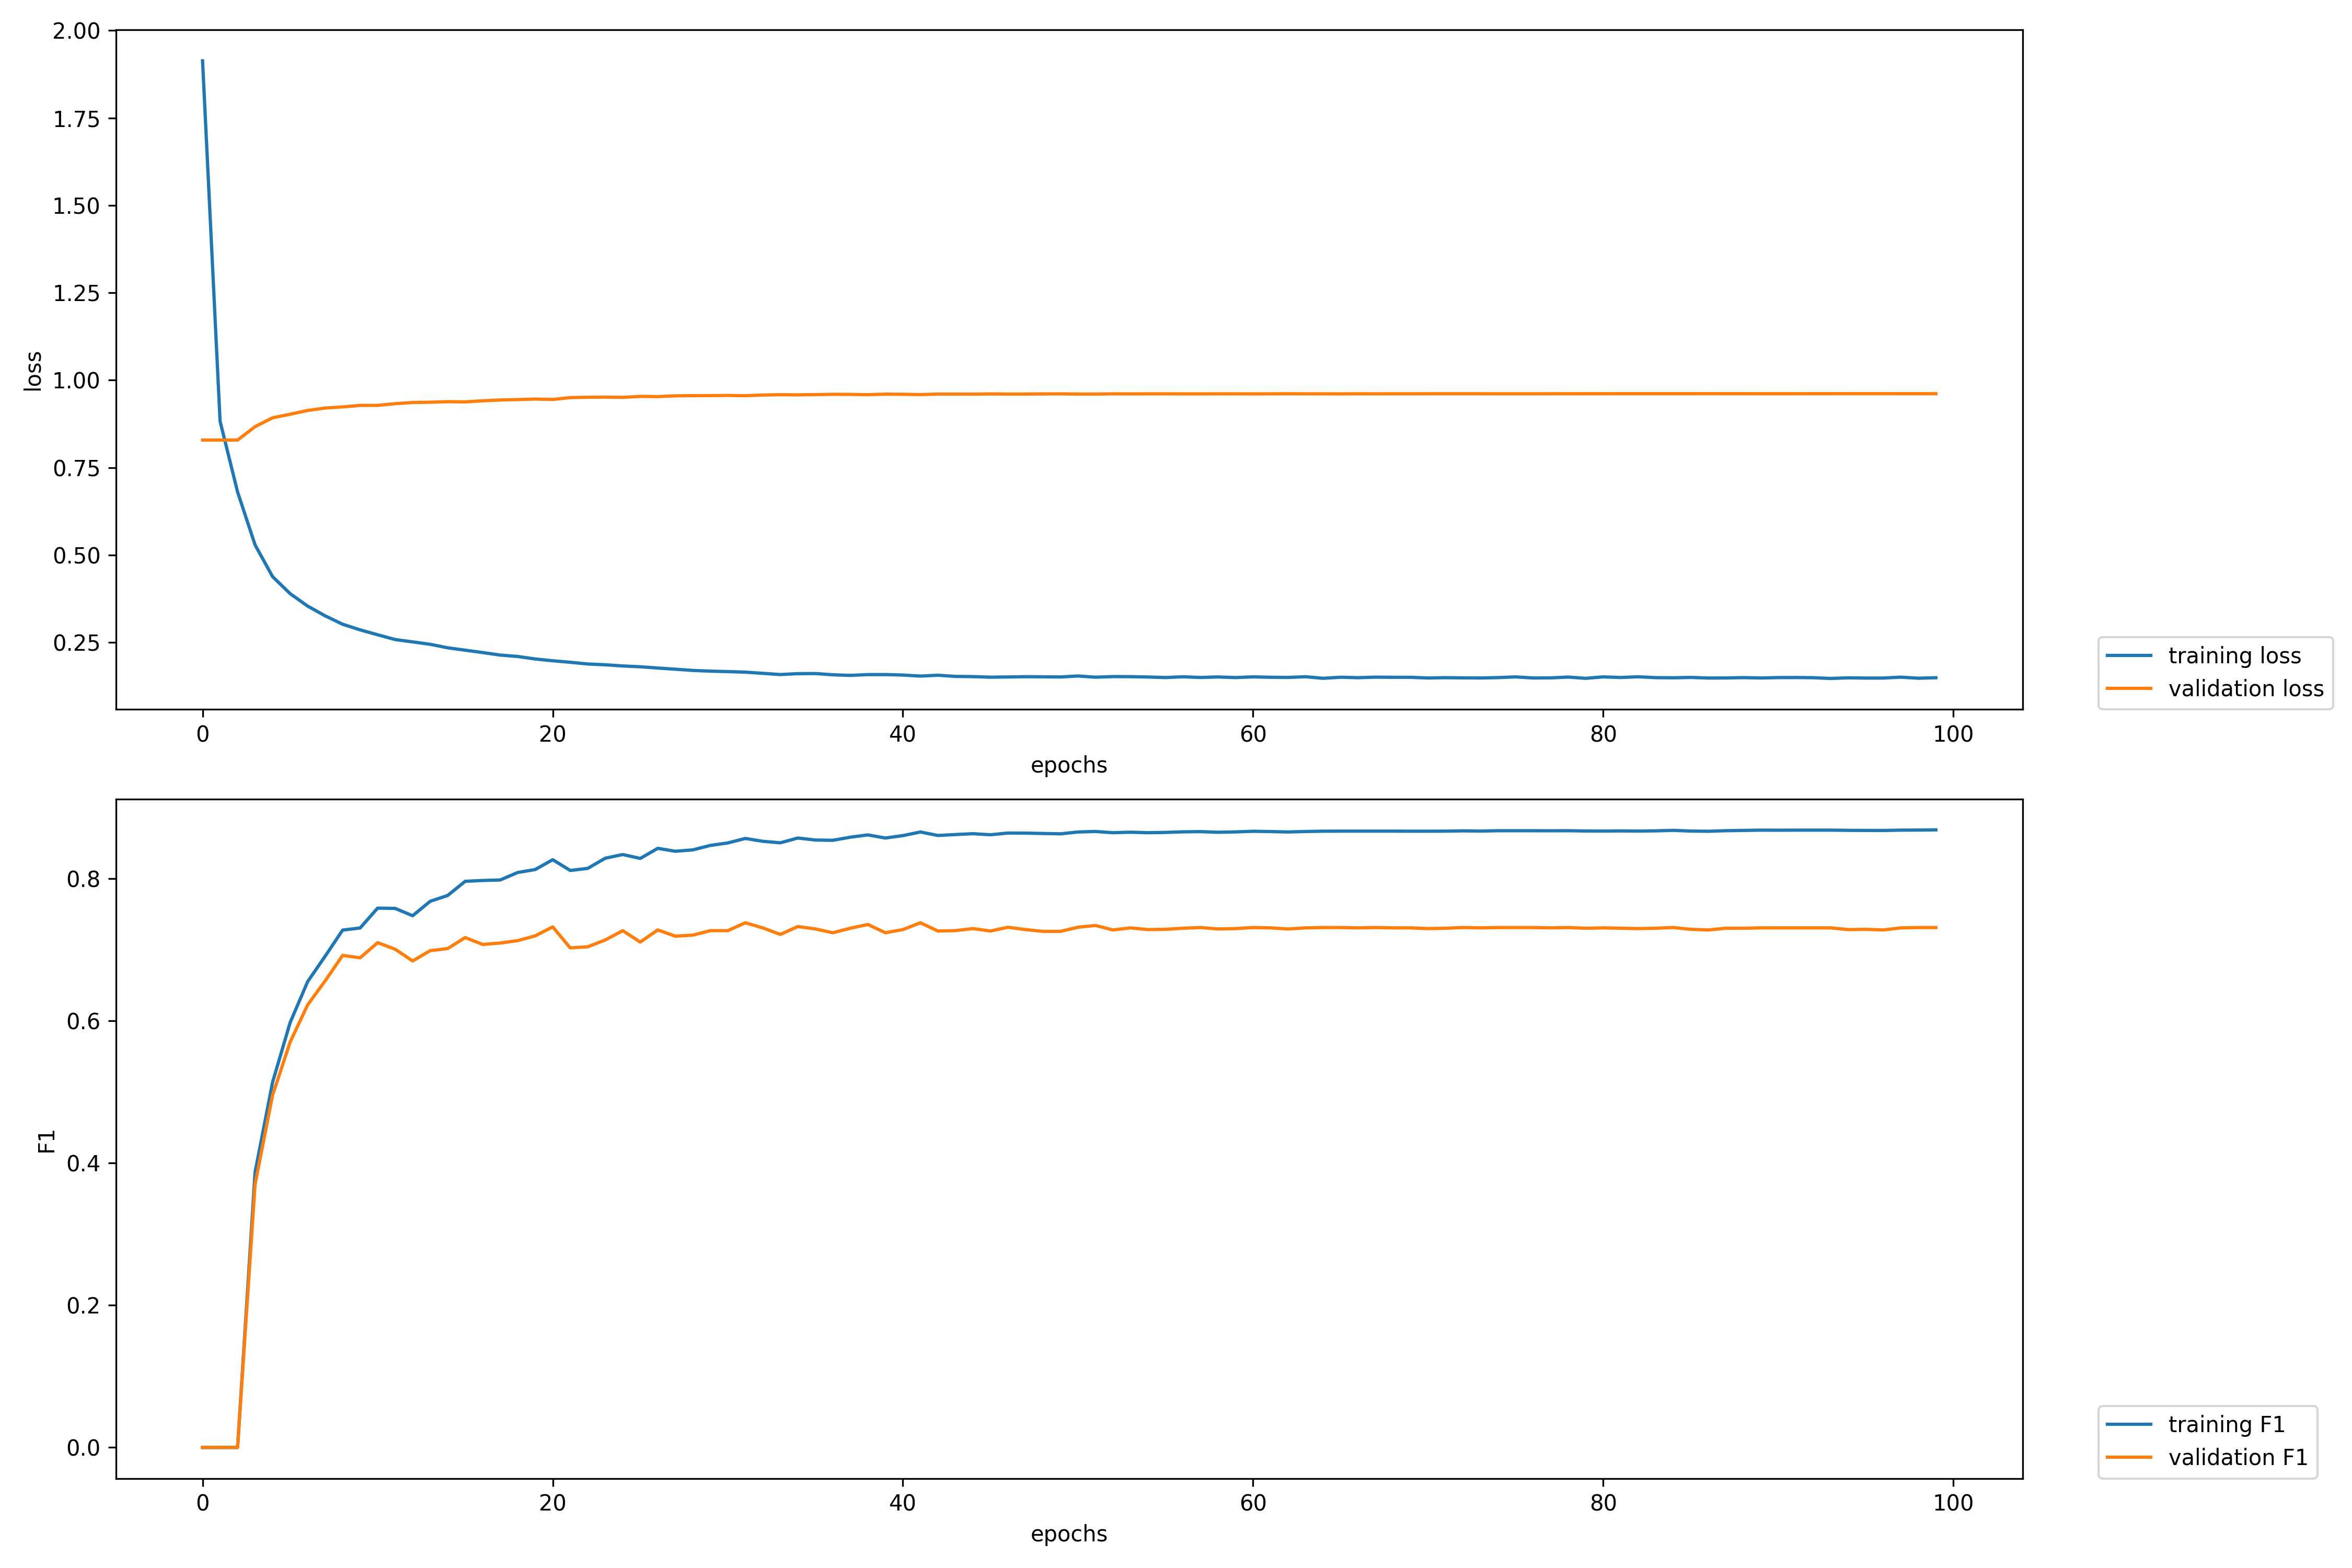 2.00
1.75
1.50
1.25
1.00
0.75
0.50
0.25
loss
0 20 40 60 80 100
epochs
training loss
validation loss
0.8
0.6
0.4
0.2
0.0
F1
0 20 40 60 80 100
epochs
training F1
validation F1